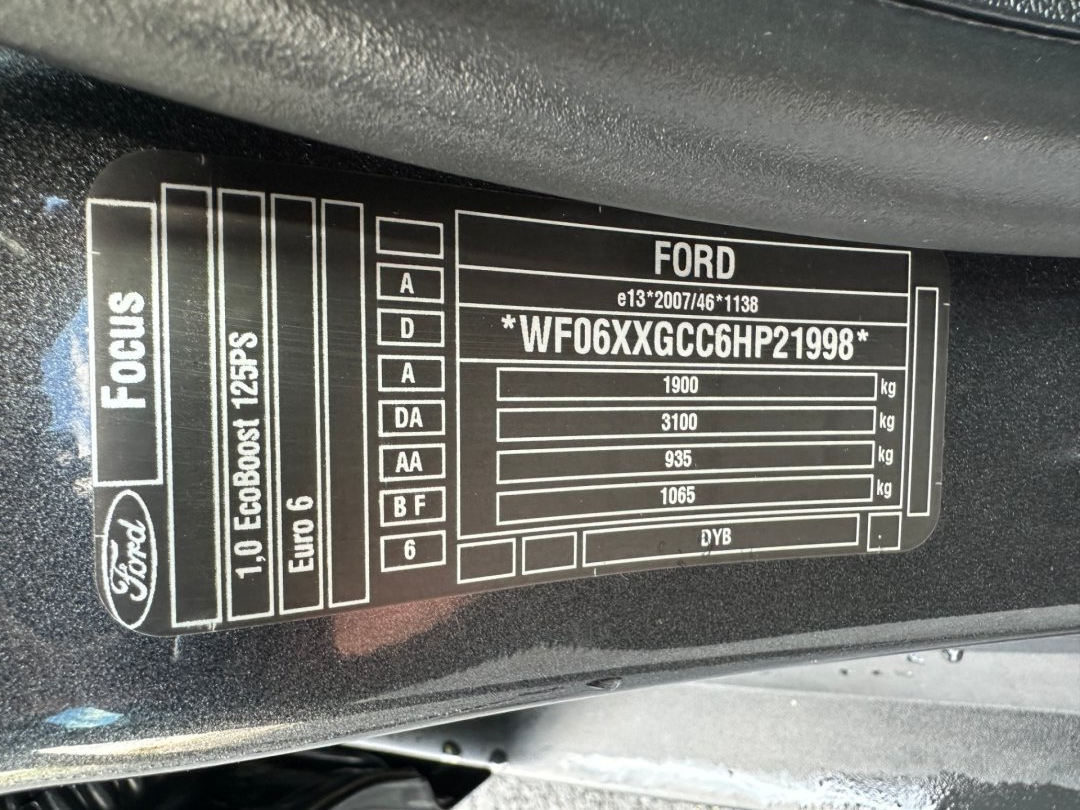 Ford
Focus
1,0 EcoBoost 125PS
Euro 6
A
D
A
DA
AA
B F
6
FORD
e13*2007/46*1138
*WF06XXGCC6HP21998*
1900 kg
3100 kg
935 kg
1065 kg
DYB